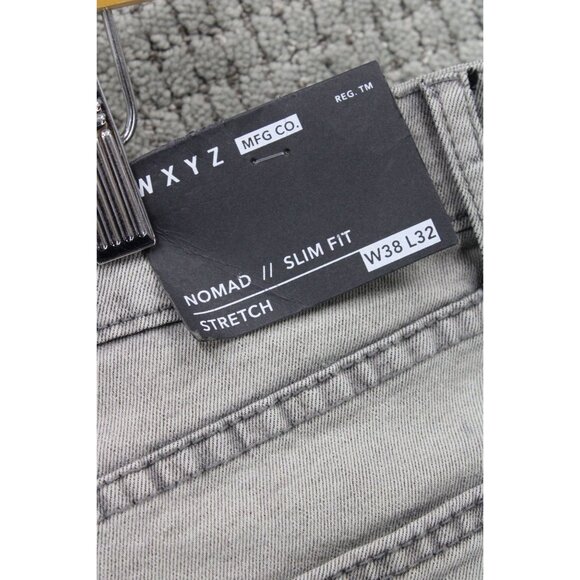 REG. TM
WXYZ MFG CO.
NOMAD // SLIM FIT
W38 L32
STRETCH